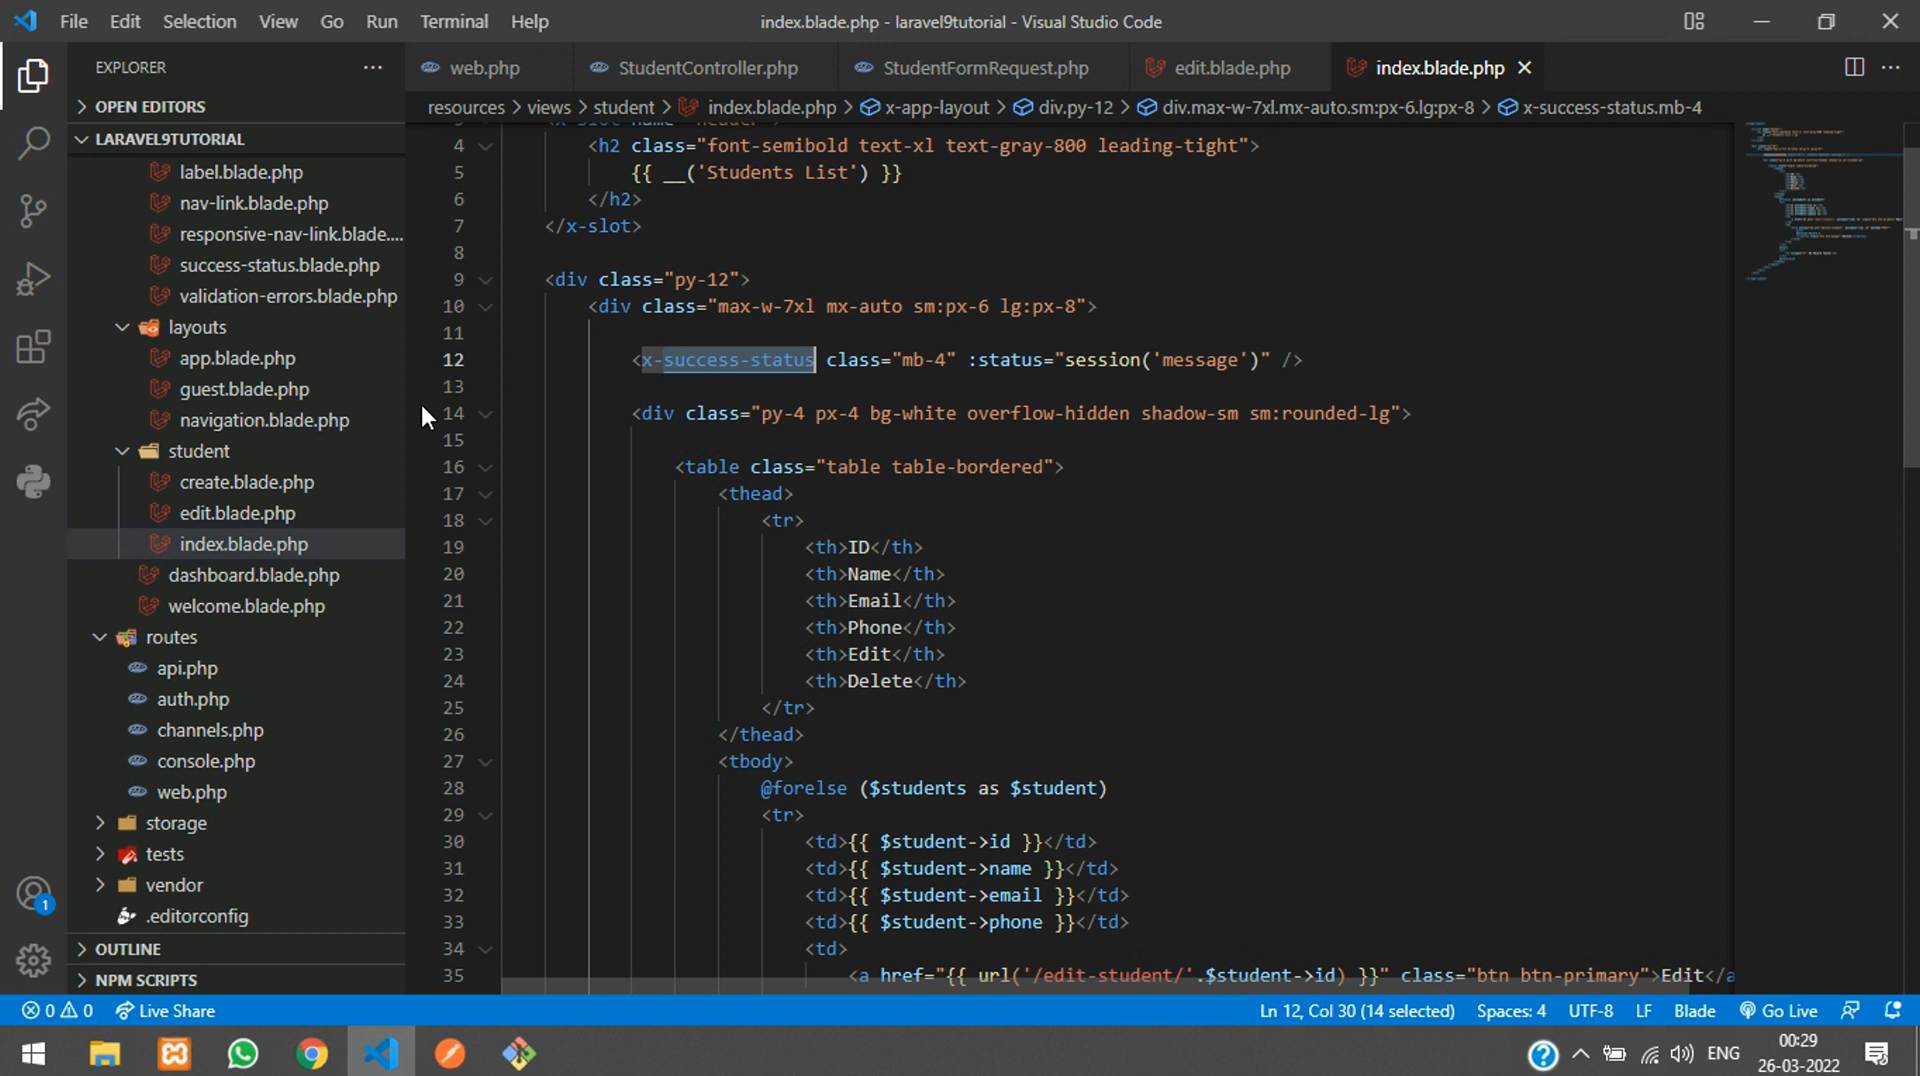 File Edit Selection View Go Run Terminal Help
index.blade.php - laravel9tutorial - Visual Studio Code
EXPLORER
web.php StudentController.php StudentFormRequest.php edit.blade.php index.blade.php
resources > views > student > index.blade.php > x-app-layout > div.py-12 > div.max-w-7xl.mx-auto.sm:px-6.lg:px-8 > x-success-status.mb-4
OPEN EDITORS
LARAVEL9TUTORIAL
label.blade.php
nav-link.blade.php
responsive-nav-link.blade....
success-status.blade.php
validation-errors.blade.php
layouts
app.blade.php
guest.blade.php
navigation.blade.php
student
create.blade.php
edit.blade.php
index.blade.php
dashboard.blade.php
welcome.blade.php
routes
api.php
auth.php
channels.php
console.php
web.php
storage
tests
vendor
.editorconfig
OUTLINE
NPM SCRIPTS
4 <h2 class="font-semibold text-xl text-gray-800 leading-tight">
5 {{ __('Students List') }}
6 </h2>
7 </x-slot>
8
9 <div class="py-12">
10 <div class="max-w-7xl mx-auto sm:px-6 lg:px-8">
11
12 <x-success-status class="mb-4" :status="session('message')" />
13
14 <div class="py-4 px-4 bg-white overflow-hidden shadow-sm sm:rounded-lg">
15
16 <table class="table table-bordered">
17 <thead>
18 <tr>
19 <th>ID</th>
20 <th>Name</th>
21 <th>Email</th>
22 <th>Phone</th>
23 <th>Edit</th>
24 <th>Delete</th>
25 </tr>
26 </thead>
27 <tbody>
28 @forelse ($students as $student)
29 <tr>
30 <td>{{ $student->id }}</td>
31 <td>{{ $student->name }}</td>
32 <td>{{ $student->email }}</td>
33 <td>{{ $student->phone }}</td>
34 <td>
35 <a href="{{ url('/edit-student/'.$student->id) }}" class="btn btn-primary">Edit</a
1
0 0 Live Share
Ln 12, Col 30 (14 selected) Spaces: 4 UTF-8 LF Blade Go Live
ENG
00:29
26-03-2022